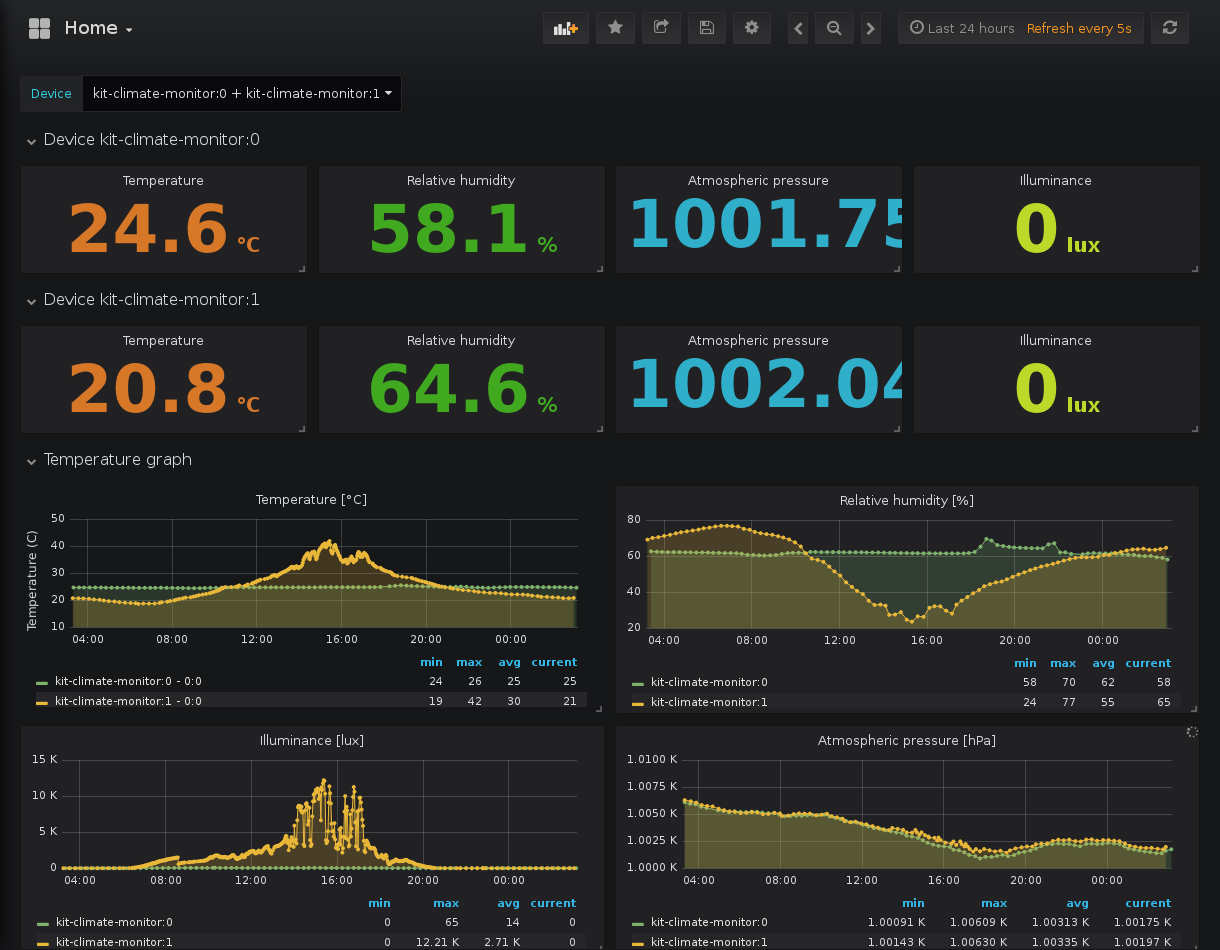 Home
Last 24 hours Refresh every 5s
Device kit-climate-monitor:0 + kit-climate-monitor:1
Device kit-climate-monitor:0
Temperature Relative humidity Atmospheric pressure Illuminance
24.6 °C 58.1 % 1001.75 0 lux
Device kit-climate-monitor:1
Temperature Relative humidity Atmospheric pressure Illuminance
20.8 °C 64.6 % 1002.04 0 lux
Temperature graph
Temperature [°C]
Temperature (C)
50
40
30
20
10
04:00 08:00 12:00 16:00 20:00 00:00
min max avg current
kit-climate-monitor:0 - 0:0 24 26 25 25
kit-climate-monitor:1 - 0:0 19 42 30 21
Relative humidity [%]
80
60
40
20
04:00 08:00 12:00 16:00 20:00 00:00
min max avg current
kit-climate-monitor:0 58 70 62 58
kit-climate-monitor:1 24 77 55 65
Illuminance [lux]
15 K
10 K
5 K
0
04:00 08:00 12:00 16:00 20:00 00:00
min max avg current
kit-climate-monitor:0 0 65 14 0
kit-climate-monitor:1 0 12.21 K 2.71 K 0
Atmospheric pressure [hPa]
1.0100 K
1.0075 K
1.0050 K
1.0025 K
1.0000 K
04:00 08:00 12:00 16:00 20:00 00:00
min max avg current
kit-climate-monitor:0 1.00091 K 1.00609 K 1.00313 K 1.00175 K
kit-climate-monitor:1 1.00143 K 1.00630 K 1.00335 K 1.00197 K